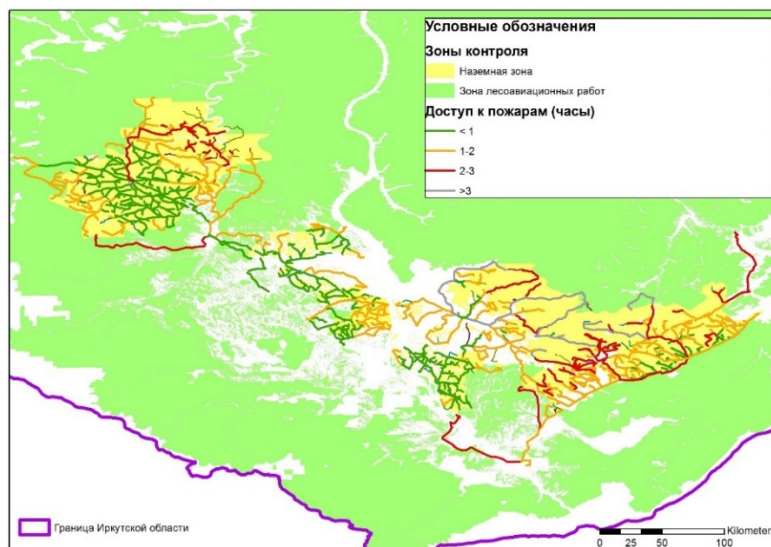 Условные обозначения
Зоны контроля
Наземная зона
Зона лесоавиационных работ
Доступ к пожарам (часы)
< 1
1-2
2-3
>3
Граница Иркутской области
Kilometer
0 25 50 100